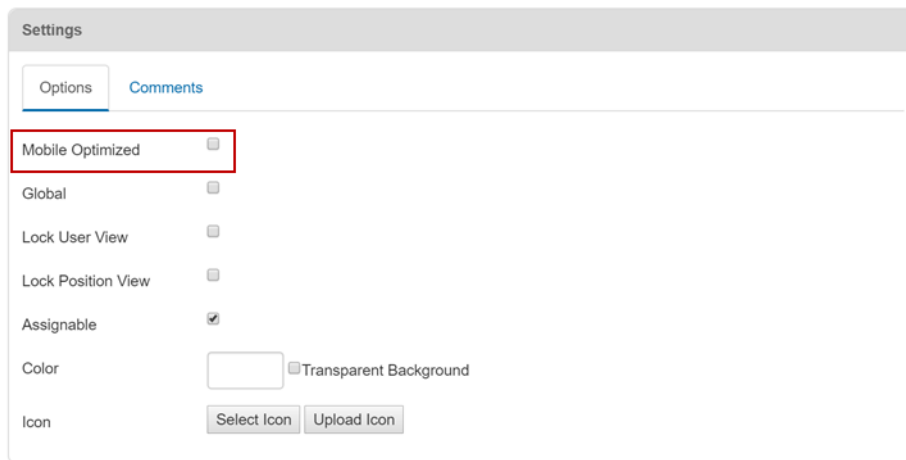 Settings
Options Comments
Mobile Optimized
Global
Lock User View
Lock Position View
Assignable
Color Transparent Background
Icon Select Icon Upload Icon